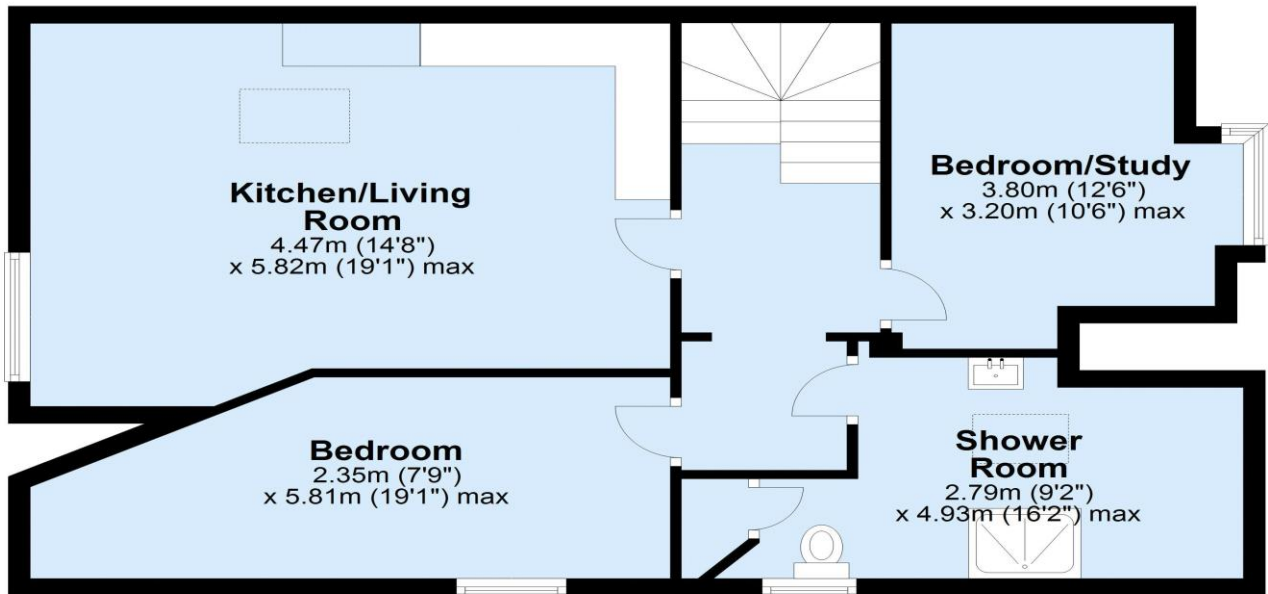 Kitchen/Living
Room
4.47m (14'8")
x 5.82m (19'1") max
Bedroom/Study
3.80m (12'6")
x 3.20m (10'6") max
Bedroom
2.35m (7'9")
x 5.81m (19'1") max
Shower
Room
2.79m (9'2")
x 4.93m (16'2") max